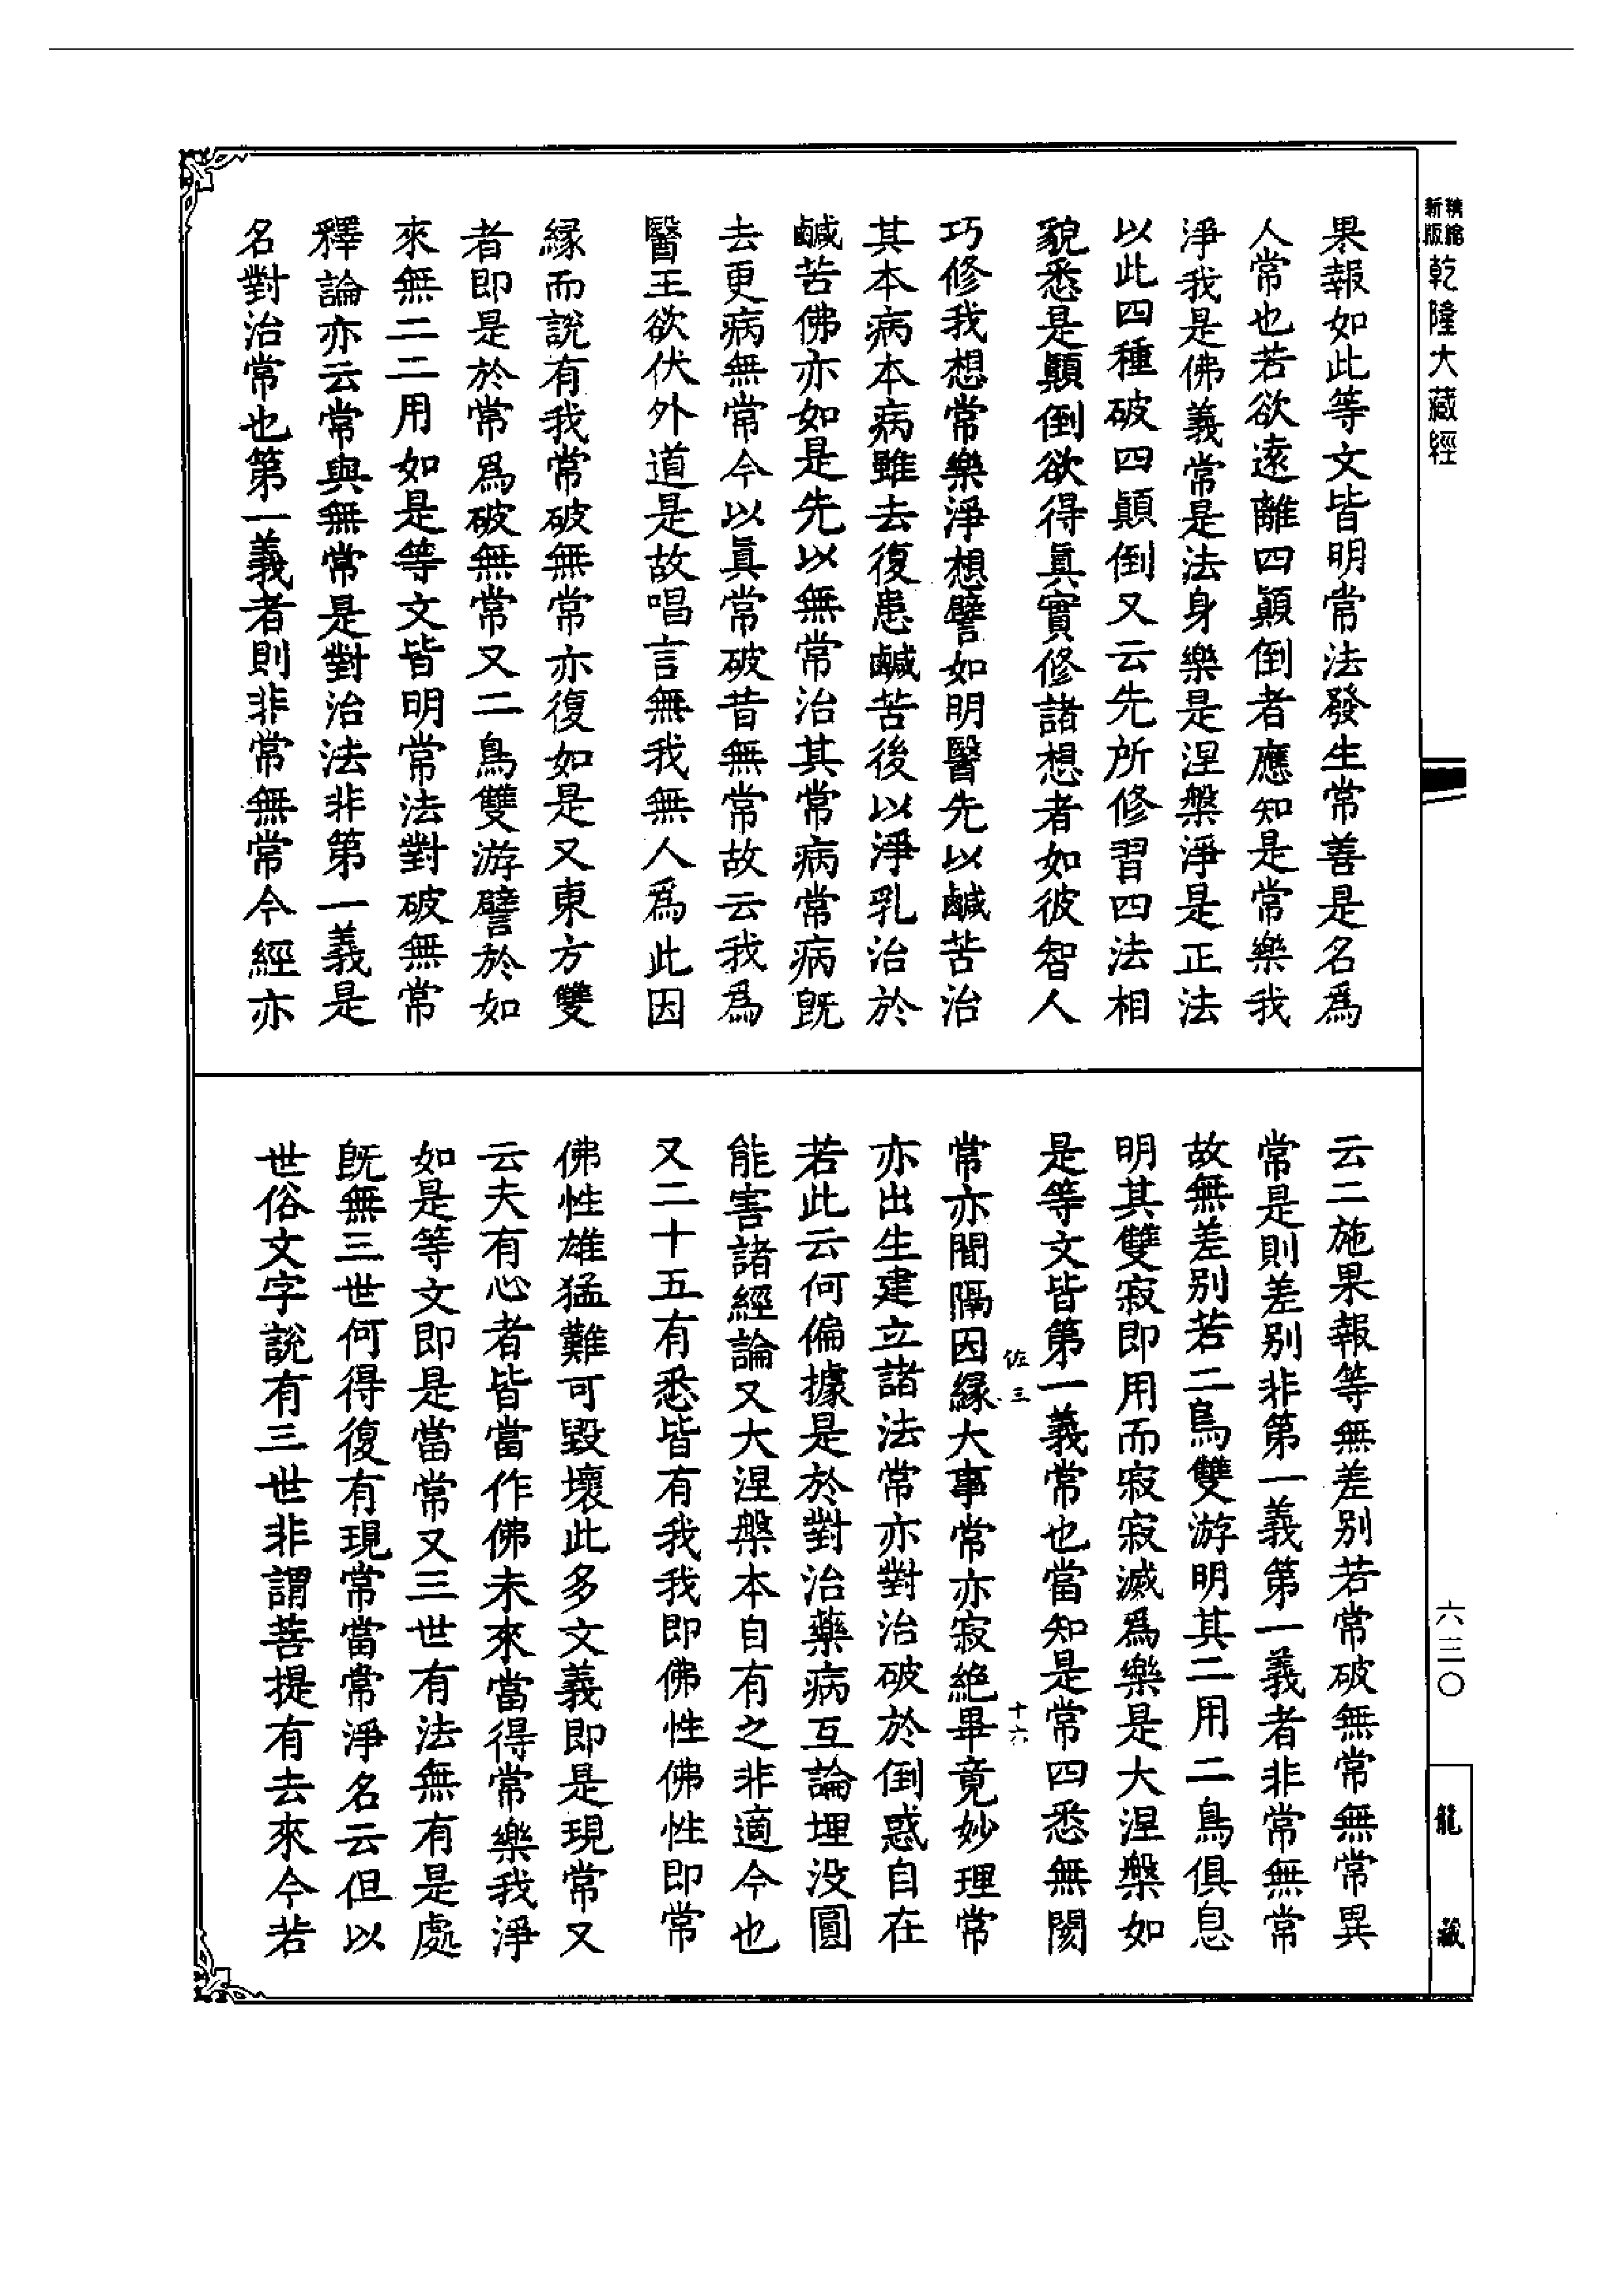 精縮
新版
乾隆大藏經
果報如此等文皆明常法發生常善是名爲
人常也若欲遠離四顚倒者應知是常樂我
淨我是佛義常是法身樂是涅槃淨是正法
以此四種破四顚倒又云先所修習四法相
貌悉是顚倒欲得眞實修諸想者如彼智人
巧修我想常樂淨想譬如明醫先以鹹苦治
其本病本病雖去復患鹹苦後以淨乳治於
鹹苦佛亦如是先以無常治其常病常病旣
去更病無常今以眞常破昔無常故云我爲
醫王欲伏外道是故唱言無我無人爲此因
緣而說有我常破無常亦復如是又東方雙
者即是於常爲破無常又二鳥雙游譬於如
來無二二用如是等文皆明常法對破無常
釋論亦云常與無常是對治法非第一義是
名對治常也第一義者則非常無常今經亦
云二施果報等無差别若常破無常無常異
常是則差别非第一義第一義者非常無常
故無差别若二鳥雙游明其二用二鳥俱息
明其雙寂即用而寂寂滅爲樂是大涅槃如
是等文皆第一義常也當知是常四悉無閡
佐三
十六
常亦間隔因緣大事常亦寂絶畢竟妙理常
亦出生建立諸法常亦對治破於倒惑自在
若此云何偏據是於對治藥病互論埋没圓
能害諸經論又大涅槃本自有之非適今也
又二十五有悉皆有我我即佛性佛性即常
佛性雄猛難可毀壞此多文義即是現常又
云夫有心者皆當作佛未來當得常樂我淨
如是等文即是當常又三世有法無有是處
旣無三世何得復有現常當常淨名云但以
世俗文字說有三世非謂菩提有去來今若
六三〇
龍藏